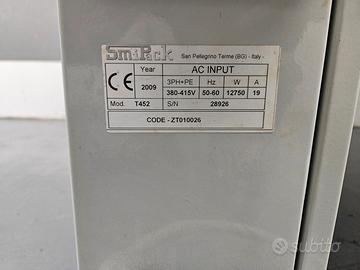 SmiPack San Pellegrino Terme (BG) - Italy -
CE Year AC INPUT
2009 3PH+PE Hz W A
380-415V 50-60 12750 19
Mod. T452 S/N 28926
CODE - ZT010026
subito